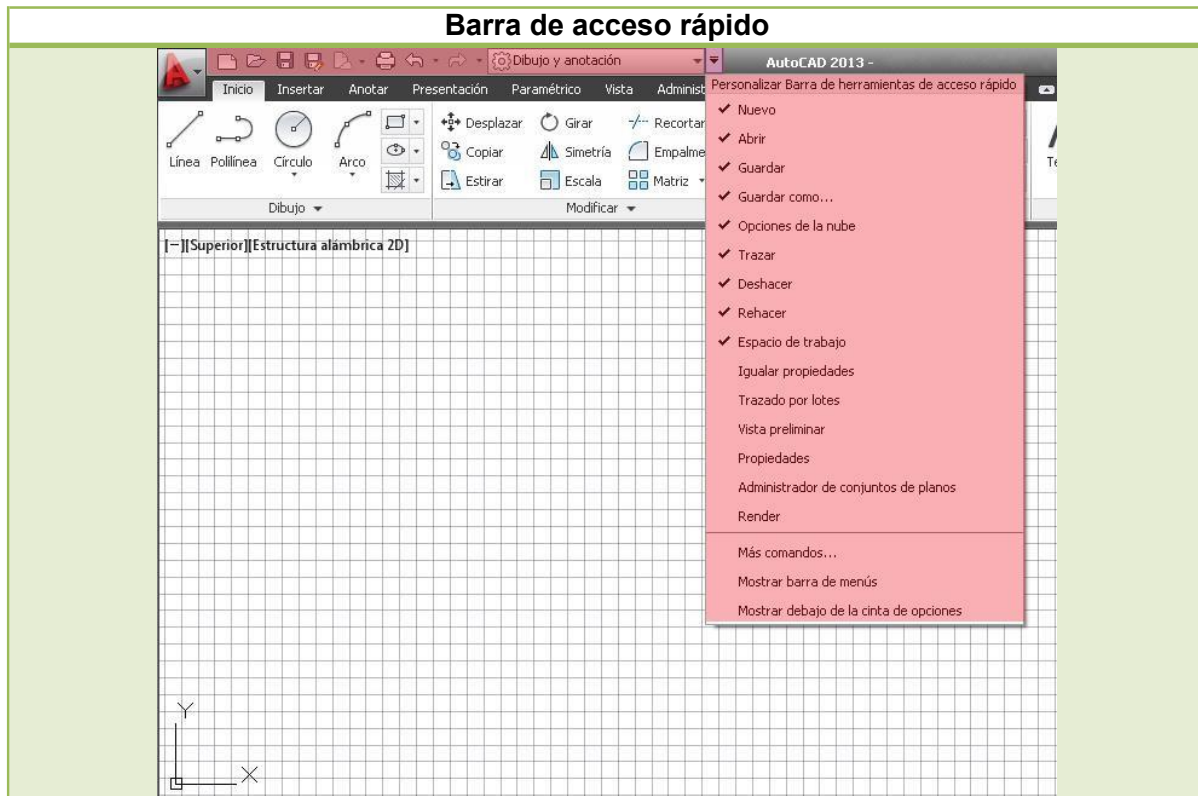 Barra de acceso rápido
Dibujo y anotación
AutoCAD 2013 -
Inicio Insertar Anotar Presentación Paramétrico Vista Administ
Personalizar Barra de herramientas de acceso rápido
Nuevo
Abrir
Guardar
Guardar como...
Opciones de la nube
Trazar
Deshacer
Rehacer
Espacio de trabajo
Igualar propiedades
Trazado por lotes
Vista preliminar
Propiedades
Administrador de conjuntos de planos
Render
Más comandos...
Mostrar barra de menús
Mostrar debajo de la cinta de opciones
Línea Polilínea Círculo Arco
Desplazar Girar Recortar
Copiar Simetría Empalme
Estirar Escala Matriz
Te
Dibujo Modificar
[−][Superior][Estructura alámbrica 2D]
Y
X